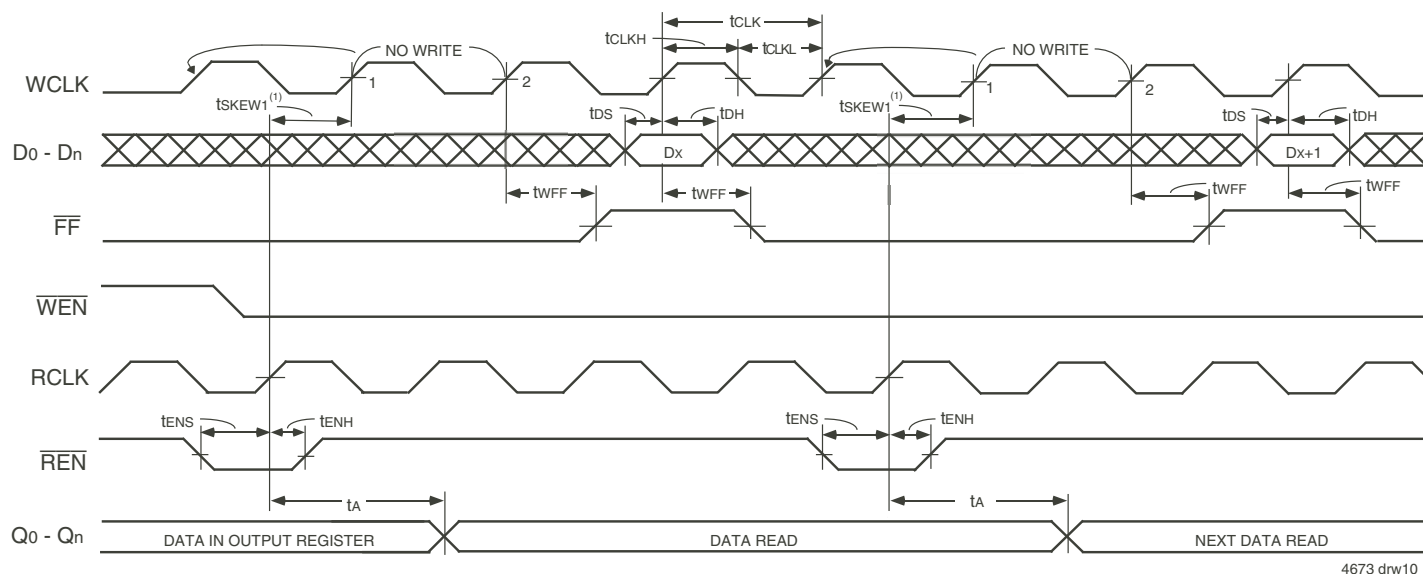 tCLK
tCLKH tCLKL
NO WRITE NO WRITE
WCLK 1 2 1 2
tSKEW1(1) tDS tDH tSKEW1(1) tDS tDH
D0 - Dn DX DX+1
tWFF tWFF tWFF tWFF
FF
WEN
RCLK
tENS tENH tENS tENH
REN
tA tA
Q0 - Qn DATA IN OUTPUT REGISTER DATA READ NEXT DATA READ
4673 drw10